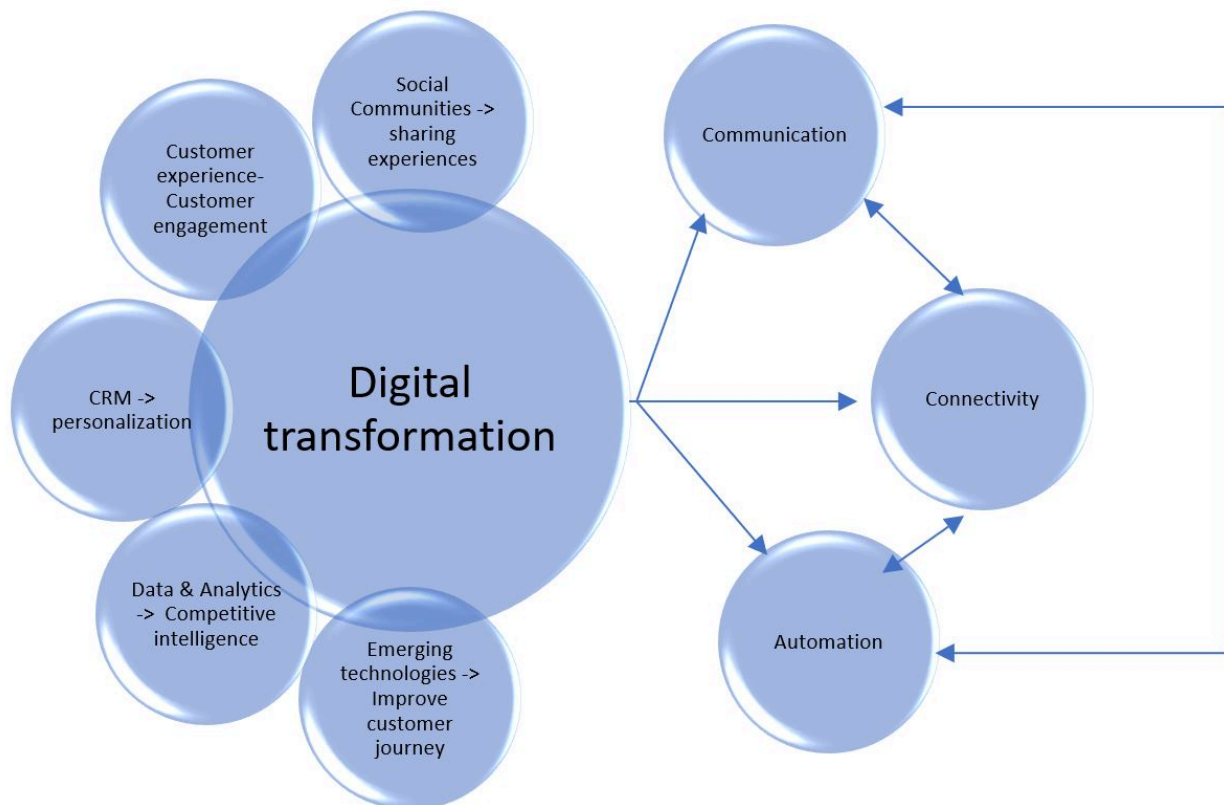 Social
Communities ->
sharing
experiences
Customer
experience-
Customer
engagement
CRM ->
personalization
Data & Analytics
-> Competitive
intelligence
Emerging
technologies ->
Improve
customer
journey
Digital
transformation
Communication
Connectivity
Automation